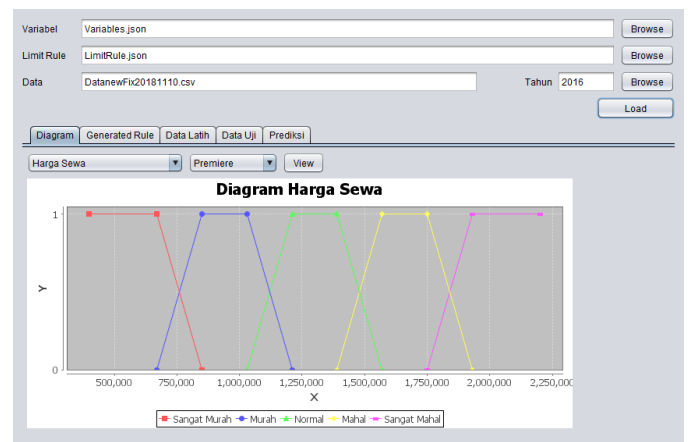 Variabel Variables.json Browse
Limit Rule LimitRule.json Browse
Data DatanewFix20181110.csv Tahun 2016 Browse
Load
Diagram Generated Rule Data Latih Data Uji Prediksi
Harga Sewa Premiere View
Diagram Harga Sewa
1
Y
0
500,000 750,000 1,000,000 1,250,000 1,500,000 1,750,000 2,000,000 2,250,000
X
Sangat Murah Murah Normal Mahal Sangat Mahal